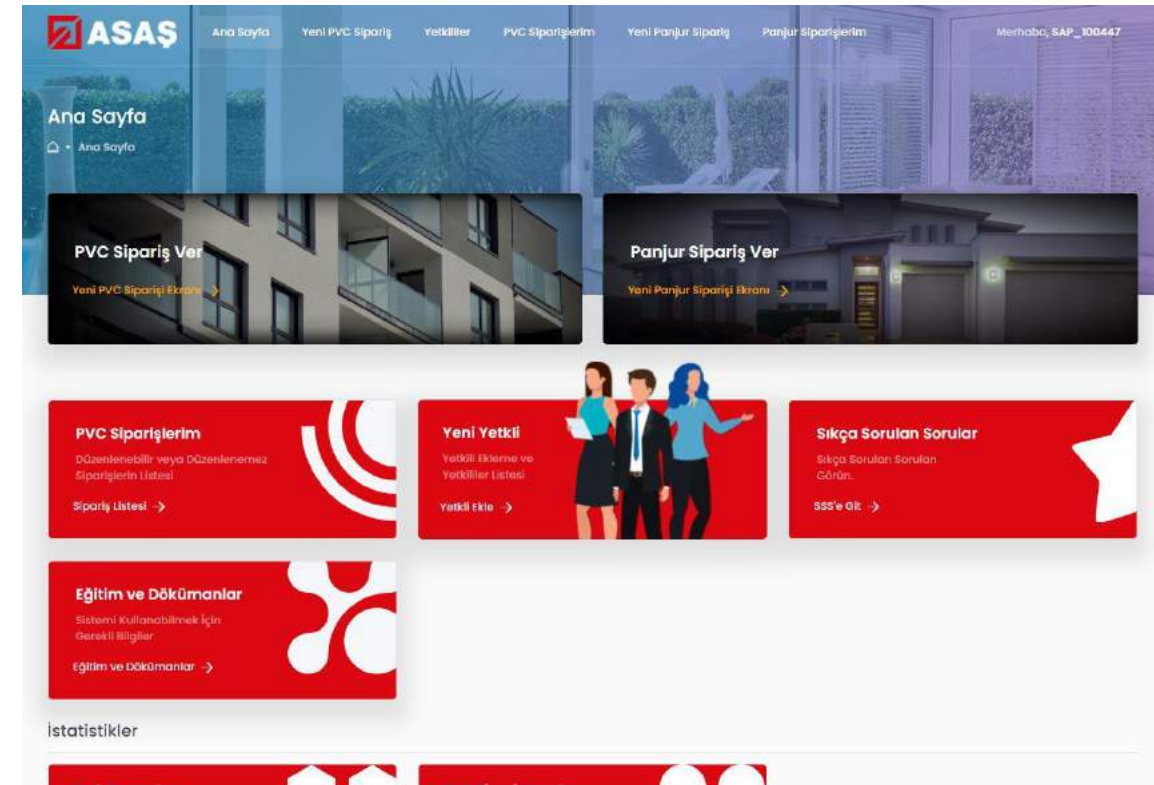 ASAŞ
Ana Sayfa Yeni PVC Sipariş Yetkililer PVC Siparişlerim Yeni Panjur Sipariş Panjur Siparişlerim Merhaba, SAP_100447
Ana Sayfa
Ana Sayfa
PVC Sipariş Ver
Yeni PVC Siparişi Ekranı
Panjur Sipariş Ver
Yeni Panjur Siparişi Ekranı
PVC Siparişlerim
Düzenlenebilir veya Düzenlenemez
Siparişlerin Listesi
Sipariş Listesi
Yeni Yetkli
Yetkili Ekleme ve
Yetkililer Listesi
Yetkli Ekle
Sıkça Sorulan Sorular
Sıkça Sorulan Soruları
Görün.
SSS'e Git
Eğitim ve Dökümanlar
Sistemi Kullanabilmek İçin
Gerekli Bilgiler
Eğitim ve Dökümanlar
İstatistikler